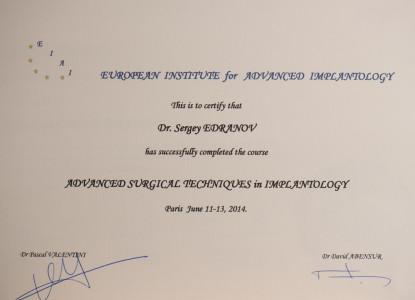 E
I
A
I
EUROPEAN INSTITUTE for ADVANCED IMPLANTOLOGY
This is to certify that
Dr. Sergey EDRANOV
has successfully completed the course
ADVANCED SURGICAL TECHNIQUES in IMPLANTOLOGY
Paris June 11-13, 2014.
Dr Pascal VALENTINI
Dr David ABENSUR